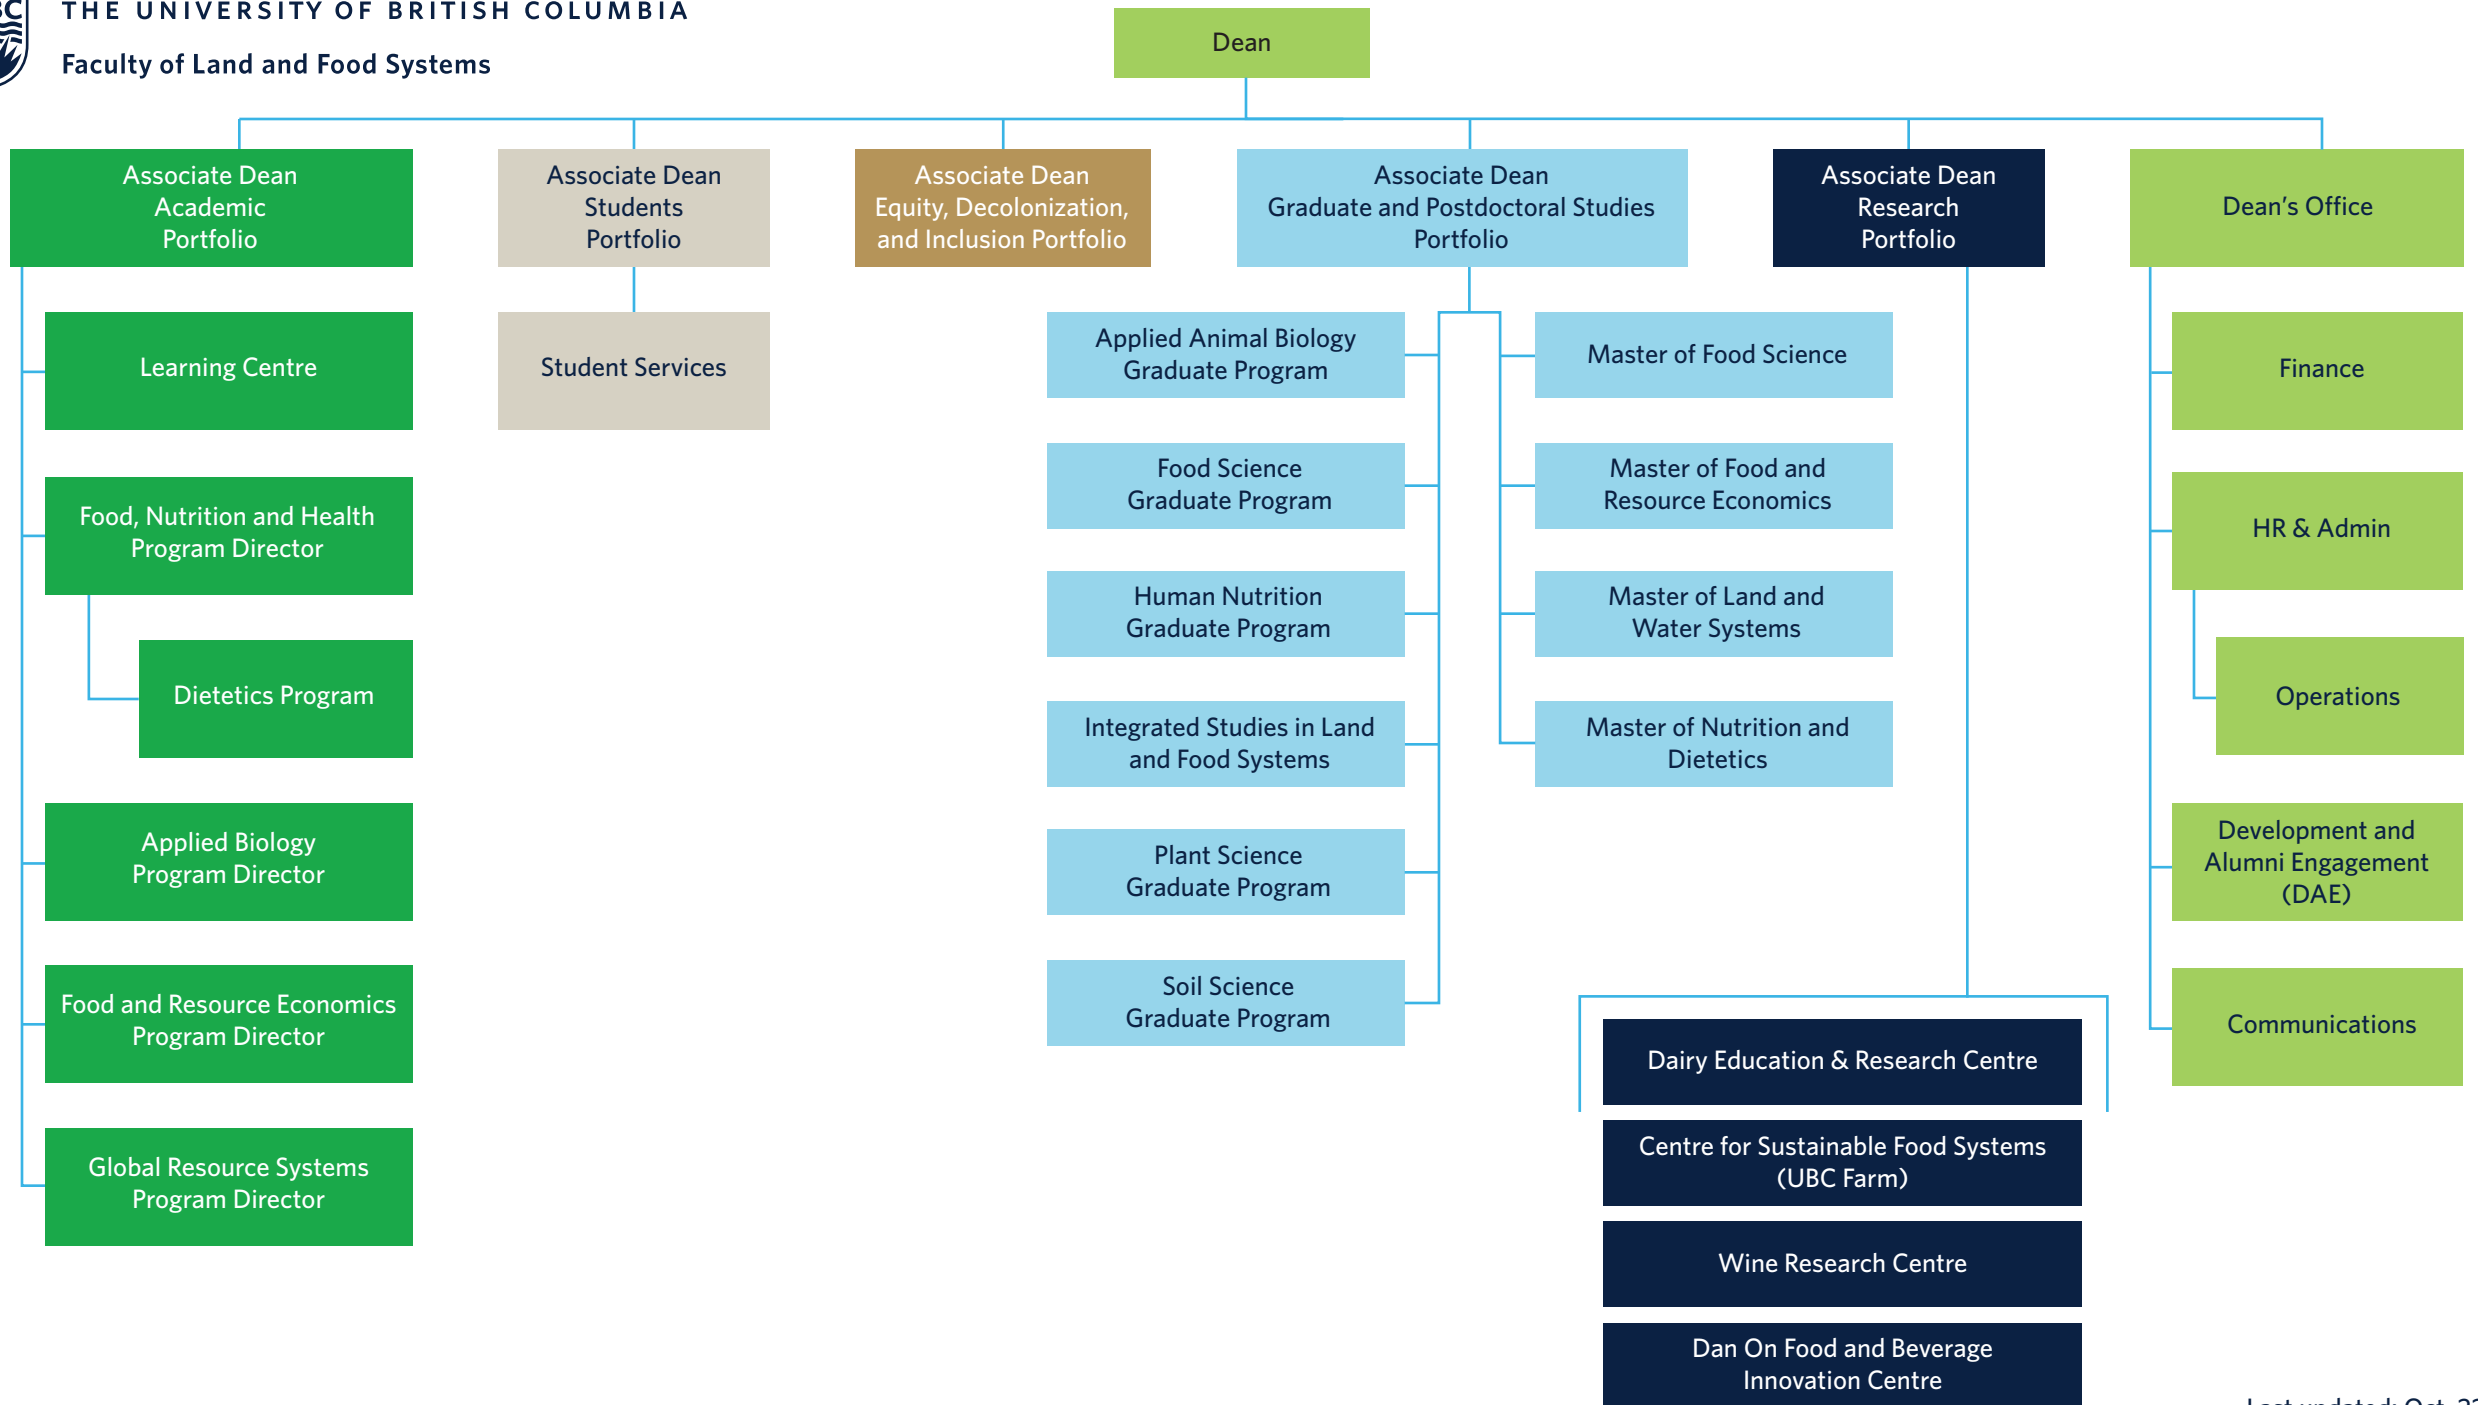 THE UNIVERSITY OF BRITISH COLUMBIA
Faculty of Land and Food Systems
Dean
Associate Dean
Academic
Portfolio
Associate Dean
Students
Portfolio
Associate Dean
Equity, Decolonization,
and Inclusion Portfolio
Associate Dean
Graduate and Postdoctoral Studies
Portfolio
Associate Dean
Research
Portfolio
Dean’s Office
Learning Centre
Food, Nutrition and Health
Program Director
Dietetics Program
Applied Biology
Program Director
Food and Resource Economics
Program Director
Global Resource Systems
Program Director
Student Services
Applied Animal Biology
Graduate Program
Food Science
Graduate Program
Human Nutrition
Graduate Program
Integrated Studies in Land
and Food Systems
Plant Science
Graduate Program
Soil Science
Graduate Program
Master of Food Science
Master of Food and
Resource Economics
Master of Land and
Water Systems
Master of Nutrition and
Dietetics
Dairy Education & Research Centre
Centre for Sustainable Food Systems
(UBC Farm)
Wine Research Centre
Dan On Food and Beverage
Innovation Centre
Finance
HR & Admin
Operations
Development and
Alumni Engagement
(DAE)
Communications
Last updated: Oct.